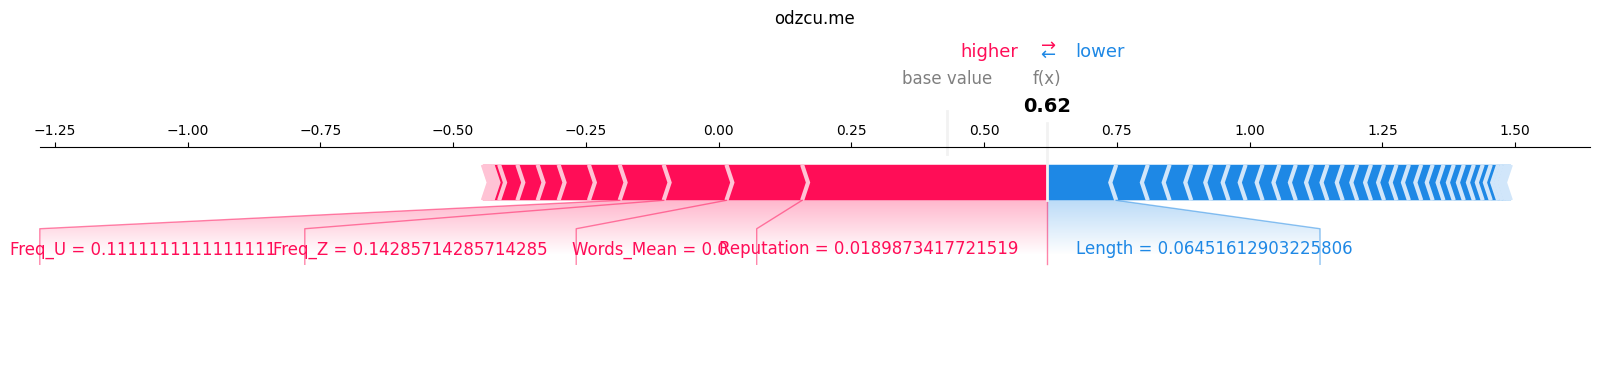 odzcu.me
higher ⇄ lower
base value f(x)
0.62
−1.25 −1.00 −0.75 −0.50 −0.25 0.00 0.25 0.50 0.75 1.00 1.25 1.50
Freq_U = 0.1111111111111111 Freq_Z = 0.14285714285714285 Words_Mean = 0.0 Reputation = 0.0189873417721519 Length = 0.06451612903225806